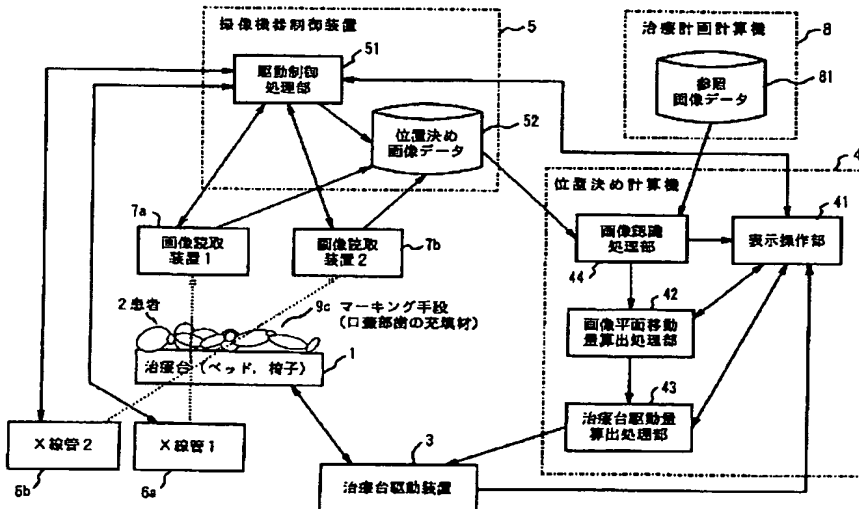 撮像機器制御装置
5
51
駆動制御
処理部
治療計画計算機
8
参照
画像データ
81
位置決め
画像データ
52
4
位置決め計算機
41
7a
画像読取
装置1
画像読取
装置2
7b
画像認識
処理部
44
表示操作部
2患者
9c マーキング手段
(口蓋部歯の充填材)
42
画像平面移動
量算出処理部
1
治療台(ベッド,椅子)
43
治療台駆動量
算出処理部
X線管2
X線管1
6b
6a
3
治療台駆動装置